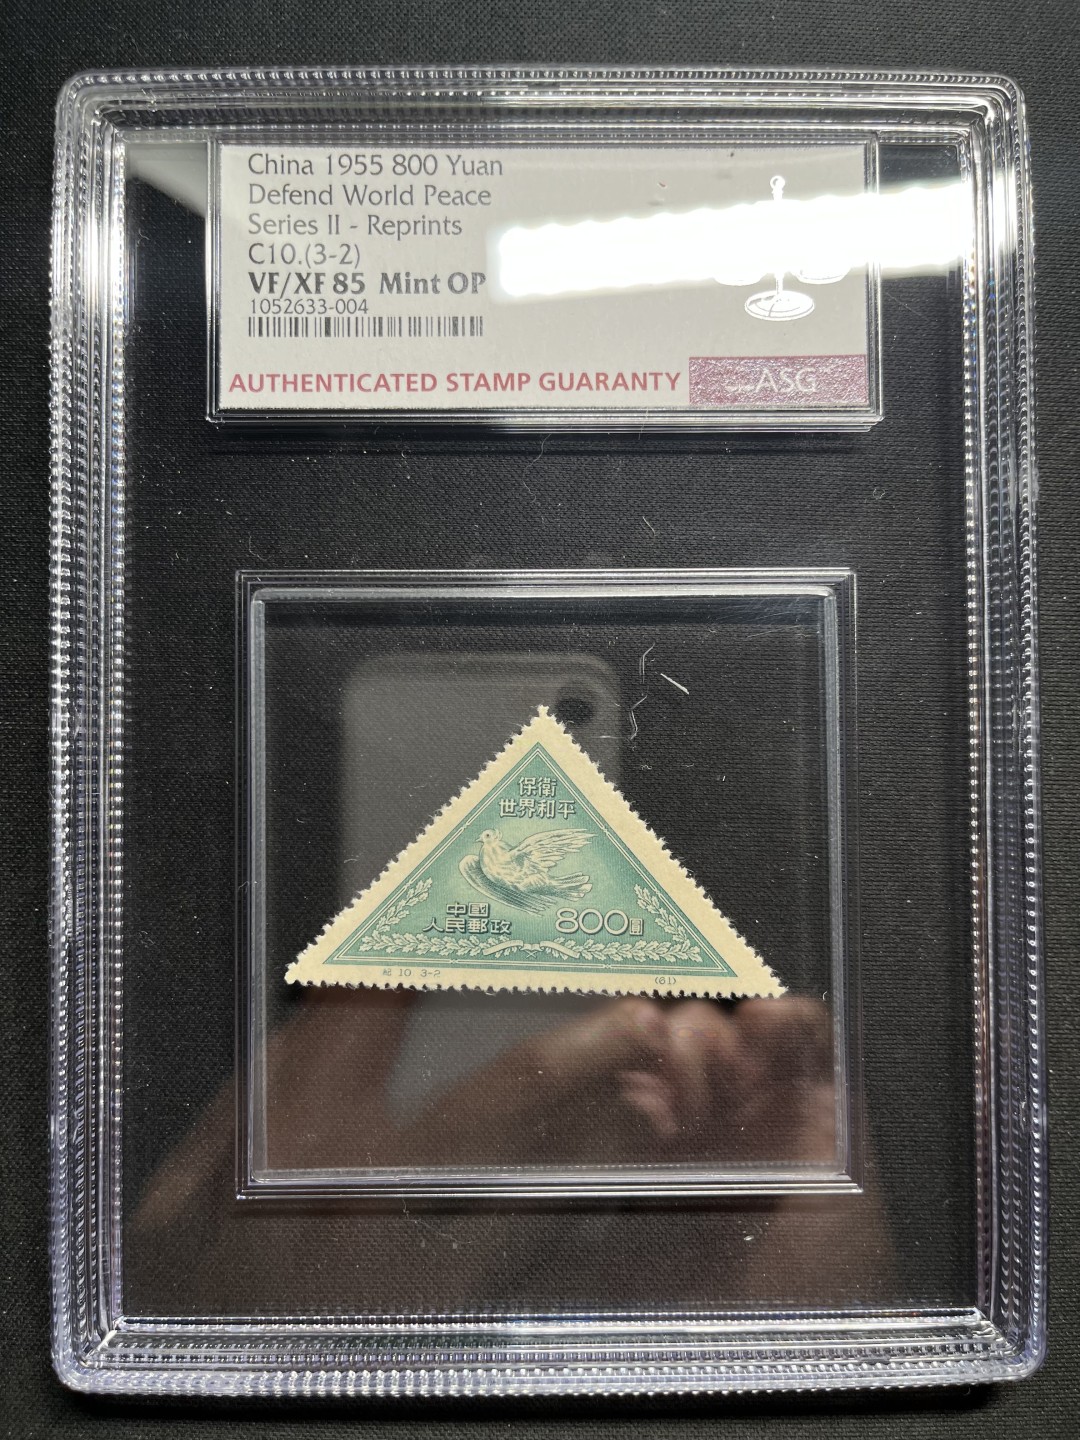 China 1955 800 Yuan
Defend World Peace
Series II - Reprints
C10.(3-2)
VF/XF 85 Mint OP
1052633-004
AUTHENTICATED STAMP GUARANTY
ASG
保衛
世界和平
中國
人民郵政
800圓
紀 10 3-2
(61)